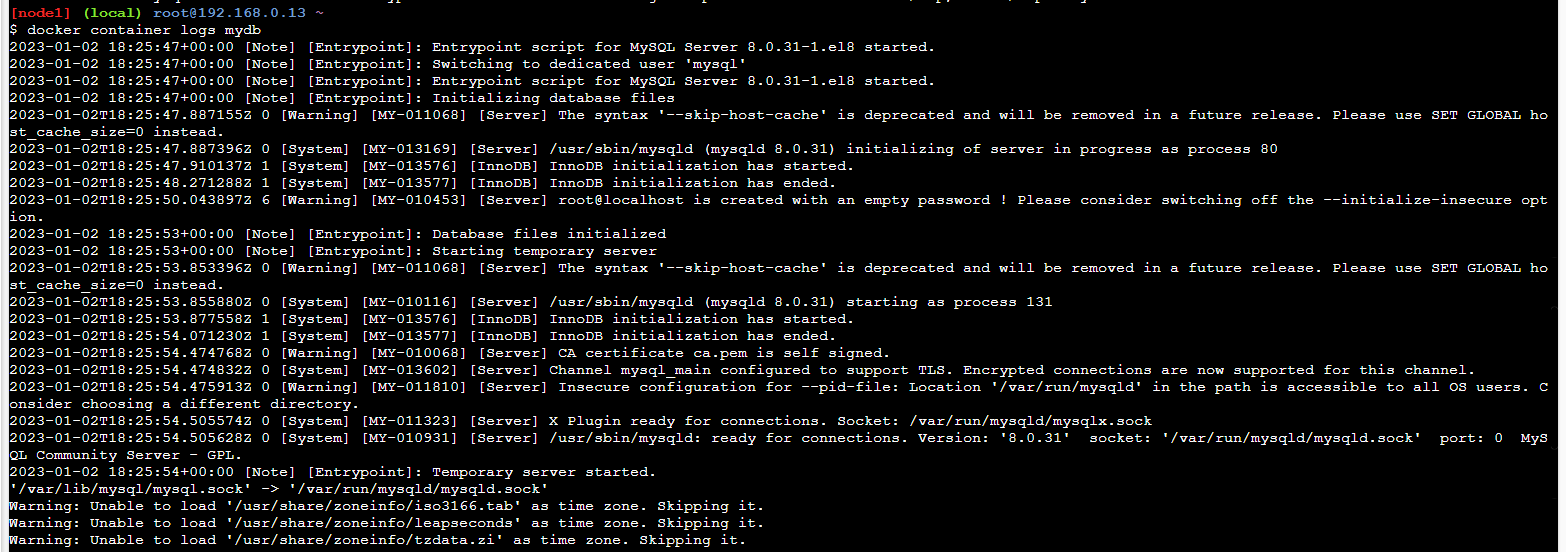 [node1] (local) root@192.168.0.13 ~
$ docker container logs mydb
2023-01-02 18:25:47+00:00 [Note] [Entrypoint]: Entrypoint script for MySQL Server 8.0.31-1.el8 started.
2023-01-02 18:25:47+00:00 [Note] [Entrypoint]: Switching to dedicated user 'mysql'
2023-01-02 18:25:47+00:00 [Note] [Entrypoint]: Entrypoint script for MySQL Server 8.0.31-1.el8 started.
2023-01-02 18:25:47+00:00 [Note] [Entrypoint]: Initializing database files
2023-01-02T18:25:47.887155Z 0 [Warning] [MY-011068] [Server] The syntax '--skip-host-cache' is deprecated and will be removed in a future release. Please use SET GLOBAL ho
st_cache_size=0 instead.
2023-01-02T18:25:47.887396Z 0 [System] [MY-013169] [Server] /usr/sbin/mysqld (mysqld 8.0.31) initializing of server in progress as process 80
2023-01-02T18:25:47.910137Z 1 [System] [MY-013576] [InnoDB] InnoDB initialization has started.
2023-01-02T18:25:48.271288Z 1 [System] [MY-013577] [InnoDB] InnoDB initialization has ended.
2023-01-02T18:25:50.043897Z 6 [Warning] [MY-010453] [Server] root@localhost is created with an empty password ! Please consider switching off the --initialize-insecure opt
ion.
2023-01-02 18:25:53+00:00 [Note] [Entrypoint]: Database files initialized
2023-01-02 18:25:53+00:00 [Note] [Entrypoint]: Starting temporary server
2023-01-02T18:25:53.853396Z 0 [Warning] [MY-011068] [Server] The syntax '--skip-host-cache' is deprecated and will be removed in a future release. Please use SET GLOBAL ho
st_cache_size=0 instead.
2023-01-02T18:25:53.855880Z 0 [System] [MY-010116] [Server] /usr/sbin/mysqld (mysqld 8.0.31) starting as process 131
2023-01-02T18:25:53.877558Z 1 [System] [MY-013576] [InnoDB] InnoDB initialization has started.
2023-01-02T18:25:54.071230Z 1 [System] [MY-013577] [InnoDB] InnoDB initialization has ended.
2023-01-02T18:25:54.474768Z 0 [Warning] [MY-010068] [Server] CA certificate ca.pem is self signed.
2023-01-02T18:25:54.474832Z 0 [System] [MY-013602] [Server] Channel mysql_main configured to support TLS. Encrypted connections are now supported for this channel.
2023-01-02T18:25:54.475913Z 0 [Warning] [MY-011810] [Server] Insecure configuration for --pid-file: Location '/var/run/mysqld' in the path is accessible to all OS users. C
onsider choosing a different directory.
2023-01-02T18:25:54.505574Z 0 [System] [MY-011323] [Server] X Plugin ready for connections. Socket: /var/run/mysqld/mysqlx.sock
2023-01-02T18:25:54.505628Z 0 [System] [MY-010931] [Server] /usr/sbin/mysqld: ready for connections. Version: '8.0.31'  socket: '/var/run/mysqld/mysqld.sock'  port: 0  MyS
QL Community Server - GPL.
2023-01-02 18:25:54+00:00 [Note] [Entrypoint]: Temporary server started.
'/var/lib/mysql/mysql.sock' -> '/var/run/mysqld/mysqld.sock'
Warning: Unable to load '/usr/share/zoneinfo/iso3166.tab' as time zone. Skipping it.
Warning: Unable to load '/usr/share/zoneinfo/leapseconds' as time zone. Skipping it.
Warning: Unable to load '/usr/share/zoneinfo/tzdata.zi' as time zone. Skipping it.